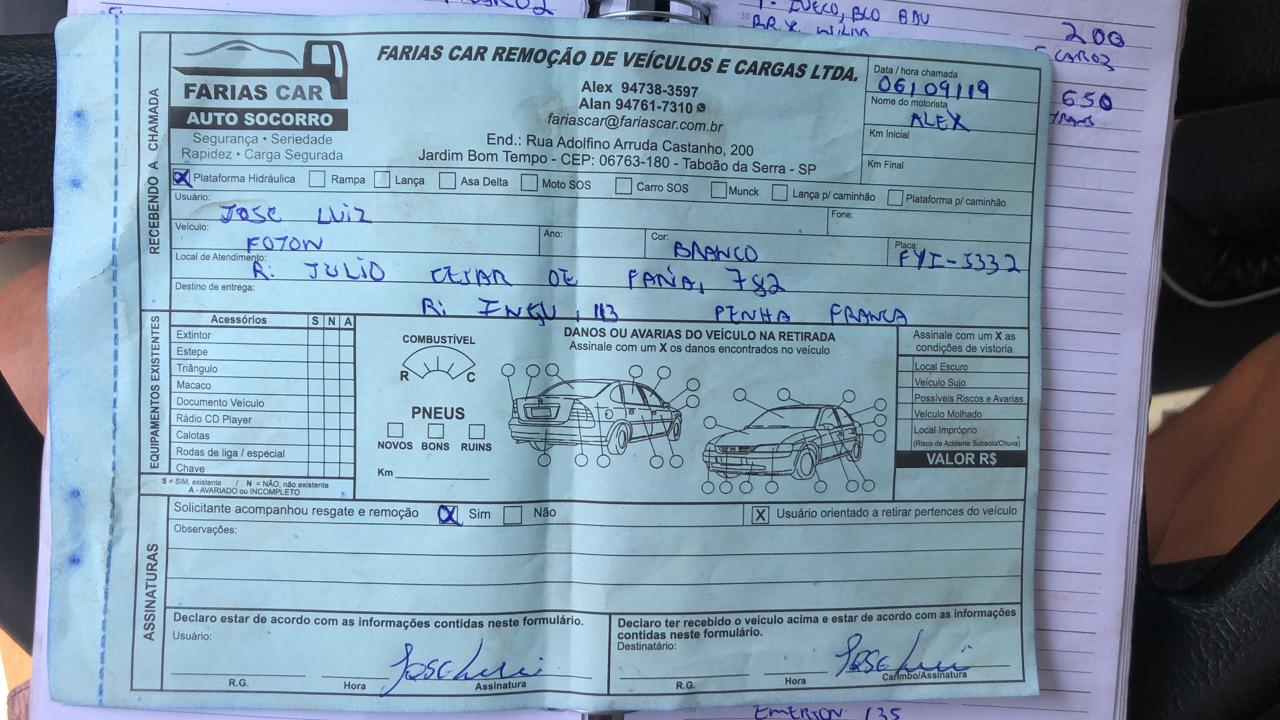 IVECO, BCO BAU
200
CAROZ
650
TRANS
FARIAS CAR
AUTO SOCORRO
Segurança • Seriedade
Rapidez • Carga Segurada
FARIAS CAR REMOÇÃO DE VEÍCULOS E CARGAS LTDA.
Alex 94738-3597
Alan 94761-7310
fariascar@fariascar.com.br
End.: Rua Adolfino Arruda Castanho, 200
Jardim Bom Tempo - CEP: 06763-180 - Taboão da Serra - SP
Data / hora chamada
06/09/19
Nome do motorista
ALEX
Km Inicial
Km Final
RECEBENDO A CHAMADA
X Plataforma Hidráulica Rampa Lança Asa Delta Moto SOS Carro SOS Munck Lança p/ caminhão Plataforma p/ caminhão
Usuário: JOSE LUIZ Fone:
Veículo: FOTON Ano: Cor: BRANCO Placa: FYI-5332
Local de Atendimento: R: JULIO CESAR DE FARIA, 782
Destino de entrega: R: , 113 PENHA FRANCA
EQUIPAMENTOS EXISTENTES
Acessórios S N A
Extintor
Estepe
Triângulo
Macaco
Documento Veículo
Rádio CD Player
Calotas
Rodas de liga / especial
Chave
S = SIM, existente / N = NÃO, não existente
A - AVARIADO ou INCOMPLETO
COMBUSTÍVEL
R C
PNEUS
NOVOS BONS RUINS
Km
DANOS OU AVARIAS DO VEÍCULO NA RETIRADA
Assinale com um X os danos encontrados no veículo
Assinale com um X as
condições de vistoria
Local Escuro
Veículo Sujo
Possíveis Riscos e Avarias
Veículo Molhado
Local Impróprio
(Risco de Acidente Subsolo/Chuva)
VALOR R$
ASSINATURAS
Solicitante acompanhou resgate e remoção X Sim Não X Usuário orientado a retirar pertences do veículo
Observações:
Declaro estar de acordo com as informações contidas neste formulário.
Usuário:
Jose Luiz
R.G. Hora Assinatura
Declaro ter recebido o veículo acima e estar de acordo com as informações
contidas neste formulário.
Destinatário:
Jose Luiz
R.G. Hora Carimbo/Assinatura
EMERSON 135